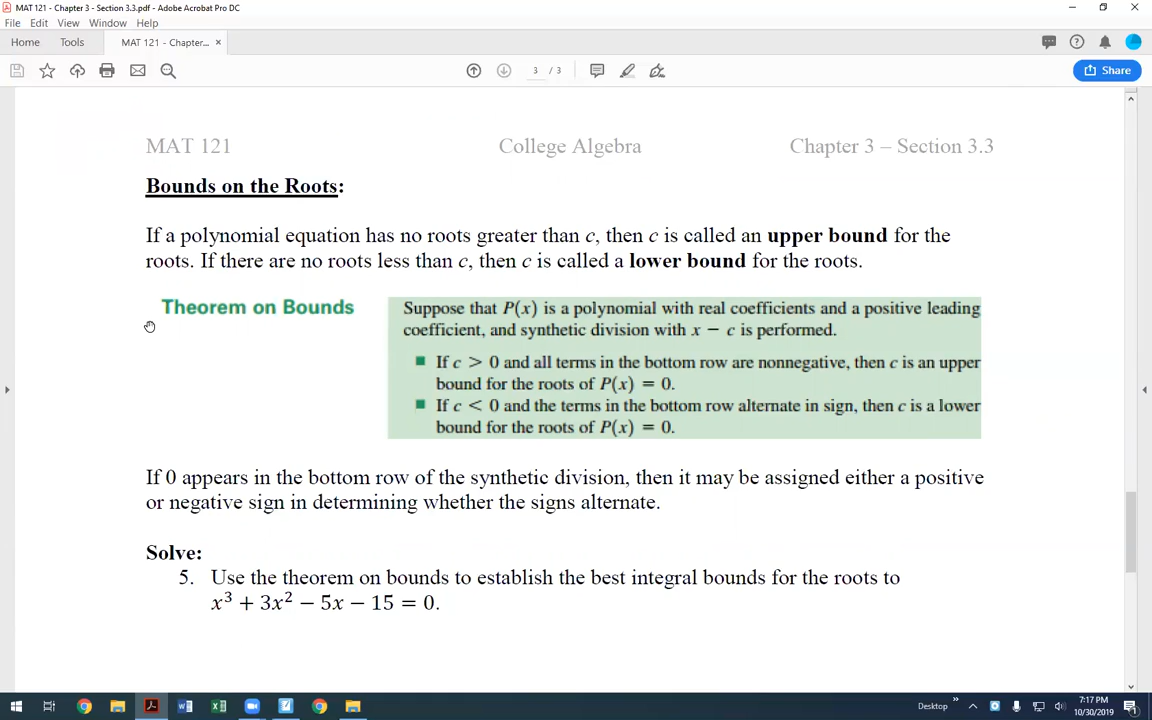 MAT 121 - Chapter 3 - Section 3.3.pdf - Adobe Acrobat Pro DC
File Edit View Window Help
Home Tools MAT 121 - Chapter... ×
3 / 3 Share
MAT 121 College Algebra Chapter 3 – Section 3.3
Bounds on the Roots:
If a polynomial equation has no roots greater than c, then c is called an upper bound for the
roots. If there are no roots less than c, then c is called a lower bound for the roots.
Theorem on Bounds
Suppose that P(x) is a polynomial with real coefficients and a positive leading
coefficient, and synthetic division with x − c is performed.
■ If c > 0 and all terms in the bottom row are nonnegative, then c is an upper
bound for the roots of P(x) = 0.
■ If c < 0 and the terms in the bottom row alternate in sign, then c is a lower
bound for the roots of P(x) = 0.
If 0 appears in the bottom row of the synthetic division, then it may be assigned either a positive
or negative sign in determining whether the signs alternate.
Solve:
5. Use the theorem on bounds to establish the best integral bounds for the roots to
x³ + 3x² − 5x − 15 = 0.
Desktop » 7:17 PM
10/30/2019